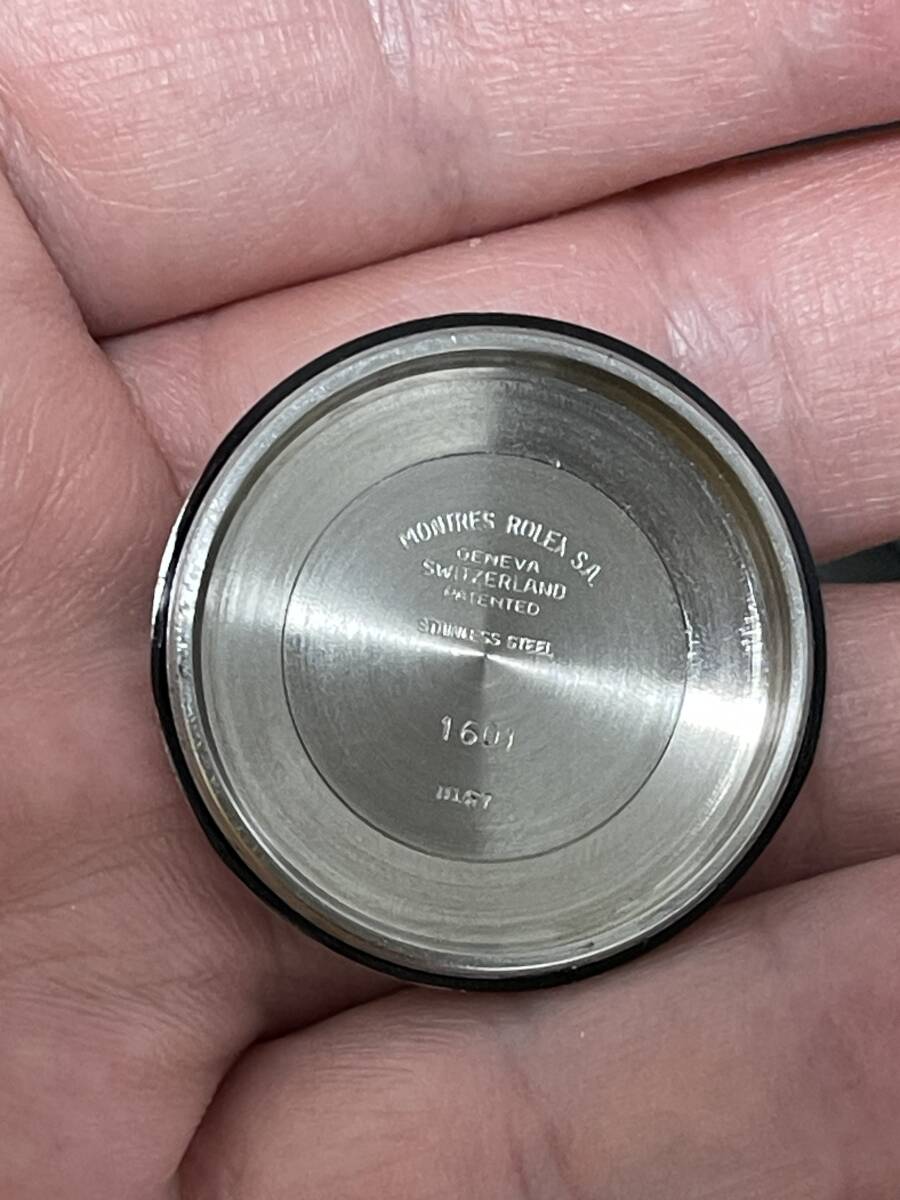 MONTRES ROLEX S.A.
GENEVA
SWITZERLAND
PATENTED
STAINLESS STEEL
1601